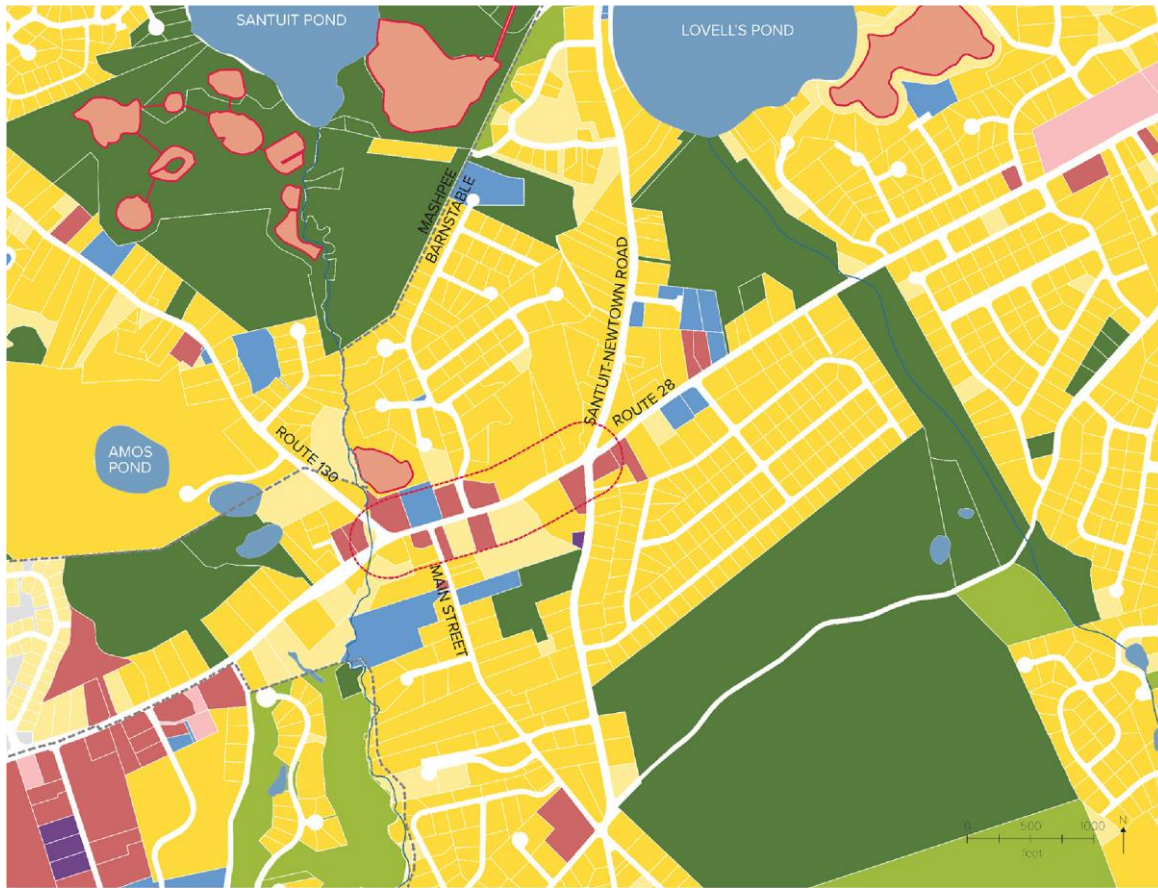 SANTUIT POND
LOVELL'S POND
MASHPEE
BARNSTABLE
SANTUIT-NEWTOWN ROAD
ROUTE 28
ROUTE 130
AMOS
POND
MAIN STREET
0 500 1000
feet
N